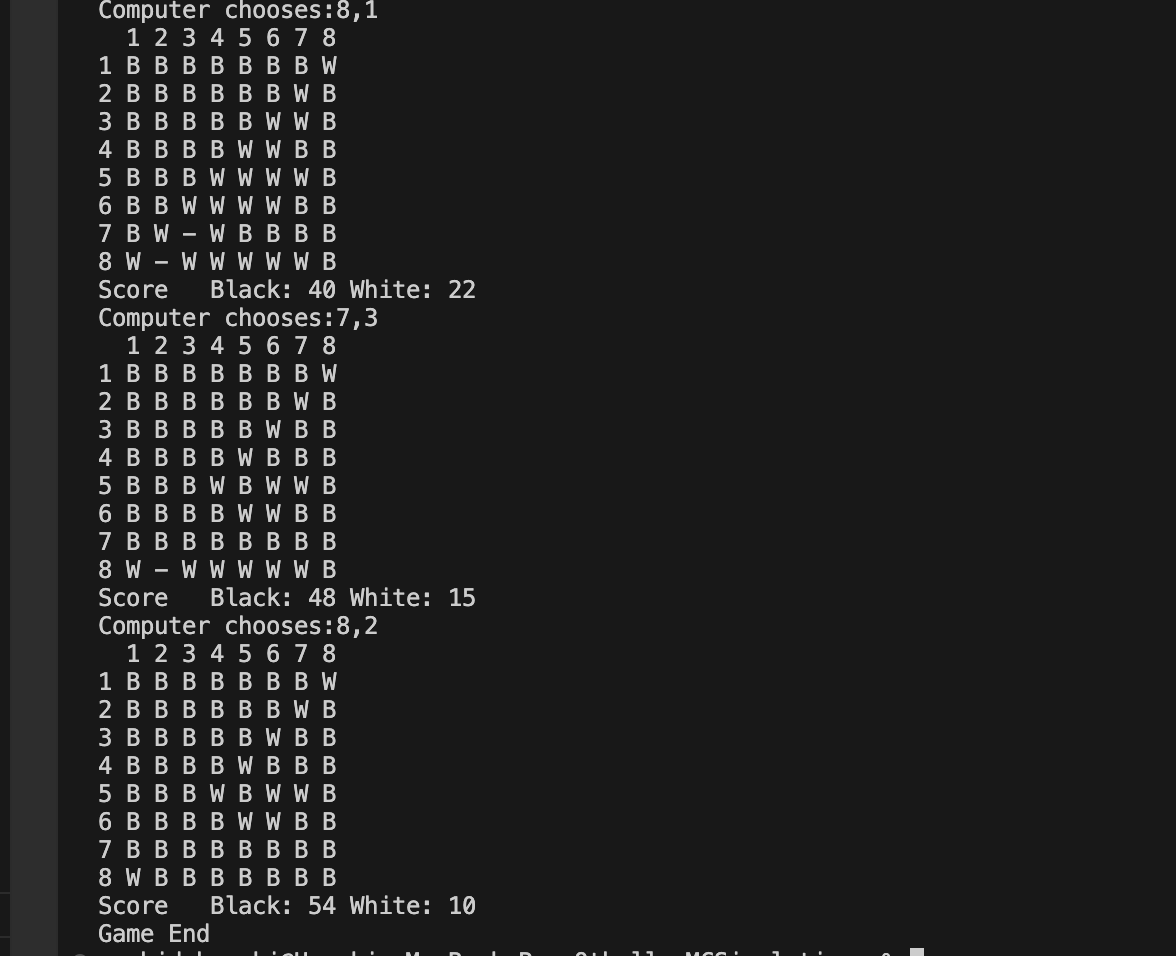 Computer chooses:8,1
1 2 3 4 5 6 7 8
1 B B B B B B B W
2 B B B B B B W B
3 B B B B B W W B
4 B B B B W W B B
5 B B B W W W W B
6 B B W W W W B B
7 B W – W B B B B
8 W – W W W W W B
Score   Black: 40 White: 22
Computer chooses:7,3
1 2 3 4 5 6 7 8
1 B B B B B B B W
2 B B B B B B W B
3 B B B B B W B B
4 B B B B W B B B
5 B B B W B W W B
6 B B B B W W B B
7 B B B B B B B B
8 W – W W W W W B
Score   Black: 48 White: 15
Computer chooses:8,2
1 2 3 4 5 6 7 8
1 B B B B B B B W
2 B B B B B B W B
3 B B B B B W B B
4 B B B B W B B B
5 B B B W B W W B
6 B B B B W W B B
7 B B B B B B B B
8 W B B B B B B B
Score   Black: 54 White: 10
Game End